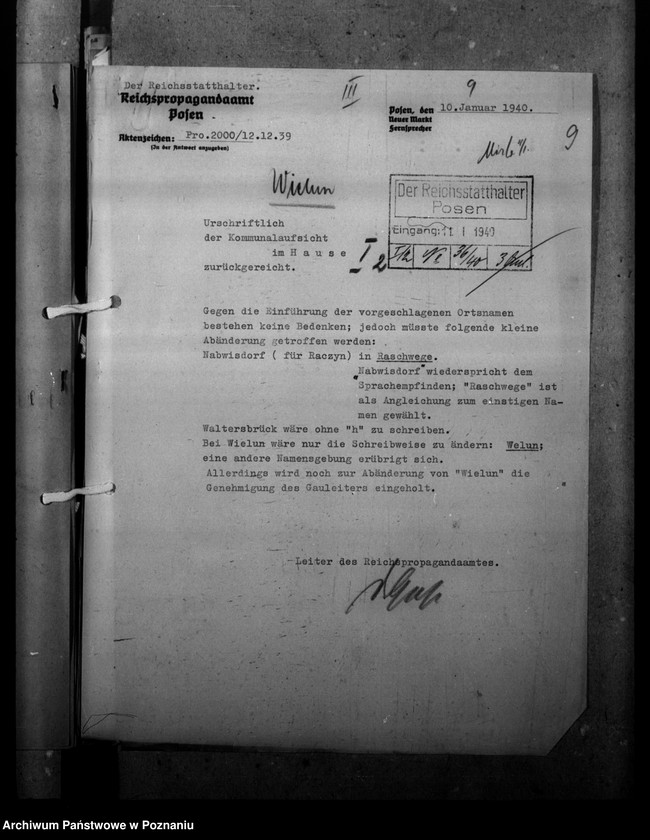 Der Reichsstatthalter.
Reichspropagandaamt
Posen
III
9
Posen, den 10.Januar 1940.
Neuer Markt
Fernsprecher
Aktenzeichen: Pro.2000/12.12.39
(In der Antwort anzugeben)
9
Wielun
Der Reichsstatthalter
Posen
Eingang: 11 I 1940
I/2 36/40
Urschriftlich
der Kommunalaufsicht
im H a u s e
zurückgereicht.
I 2
Gegen die Einführung der vorgeschlagenen Ortsnamen
bestehen keine Bedenken; jedoch müsste folgende kleine
Abänderung getroffen werden:
Nabwisdorf ( für Raczyn) in Raschwege.
Nabwisdorf wiederspricht dem
Sprachempfinden; "Raschwege" ist
als Angleichung zum einstigen Na-
men gewählt.
Waltersbrück wäre ohne "h" zu schreiben.
Bei Wielun wäre nur die Schreibweise zu ändern: Welun;
eine andere Namensgebung erübrigt sich.
Allerdings wird noch zur Abänderung von "Wielun" die
Genehmigung des Gauleiters eingeholt.
Leiter des Reichspropagandaamtes.
Archiwum Państwowe w Poznaniu